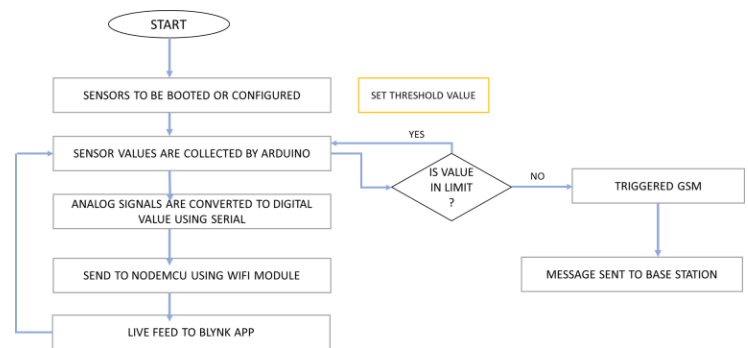 START
SENSORS TO BE BOOTED OR CONFIGURED
SET THRESHOLD VALUE
YES
SENSOR VALUES ARE COLLECTED BY ARDUINO
IS VALUE
IN LIMIT
?
NO
TRIGGERED GSM
ANALOG SIGNALS ARE CONVERTED TO DIGITAL
VALUE USING SERIAL
SEND TO NODEMCU USING WIFI MODULE
MESSAGE SENT TO BASE STATION
LIVE FEED TO BLYNK APP